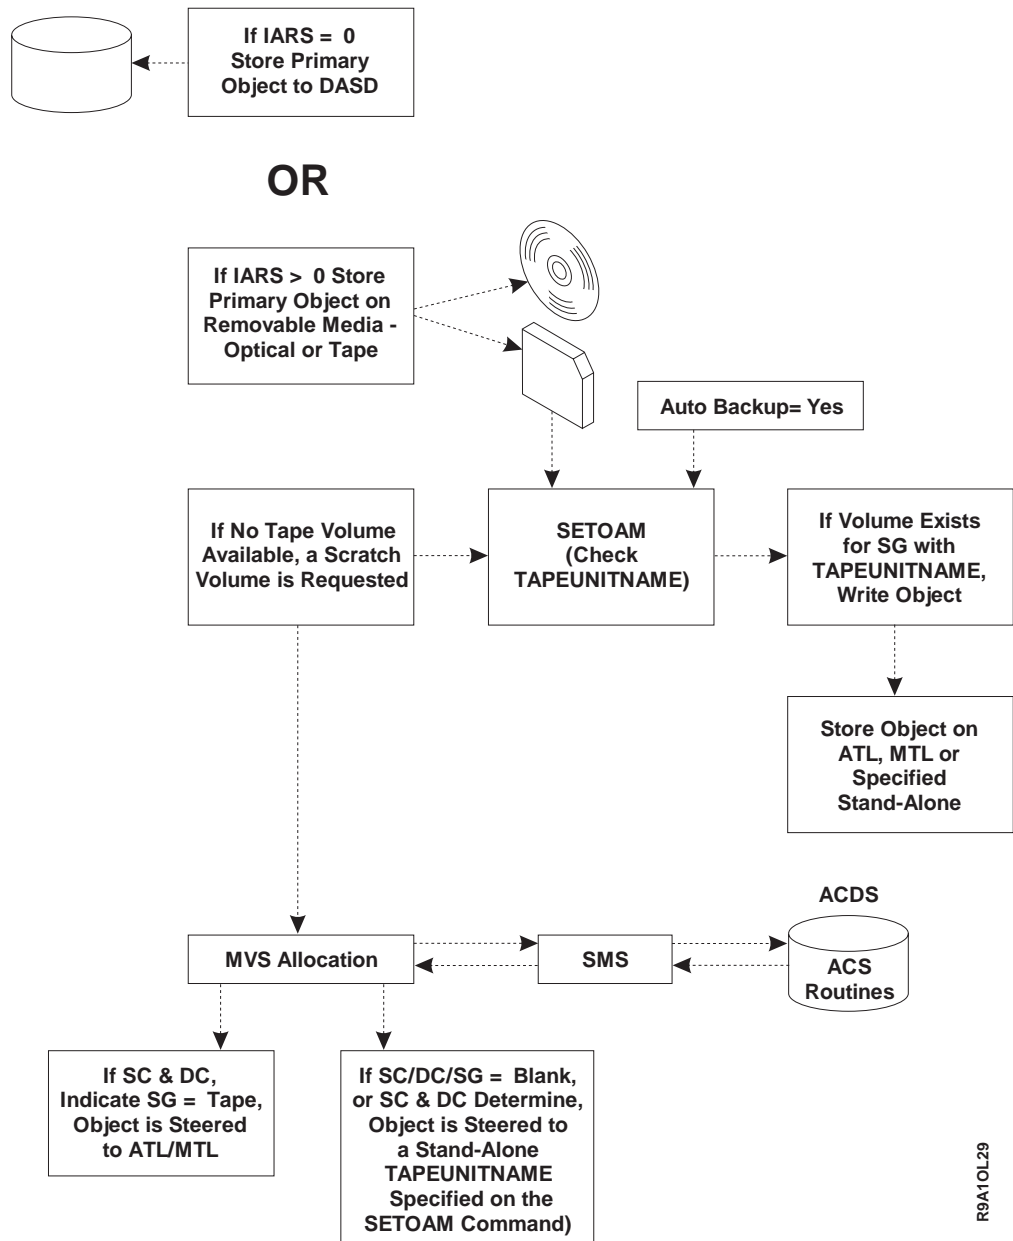 If IARS = 0
Store Primary
Object to DASD
OR
If IARS > 0 Store
Primary Object on
Removable Media -
Optical or Tape
Auto Backup= Yes
If No Tape Volume
Available, a Scratch
Volume is Requested
SETOAM
(Check
TAPEUNITNAME)
If Volume Exists
for SG with
TAPEUNITNAME,
Write Object
Store Object on
ATL, MTL or
Specified
Stand-Alone
ACDS
MVS Allocation
SMS
ACS
Routines
If SC & DC,
Indicate SG = Tape,
Object is Steered
to ATL/MTL
If SC/DC/SG = Blank,
or SC & DC Determine,
Object is Steered to
a Stand-Alone
TAPEUNITNAME
Specified on the
SETOAM Command)
R9A1OL29